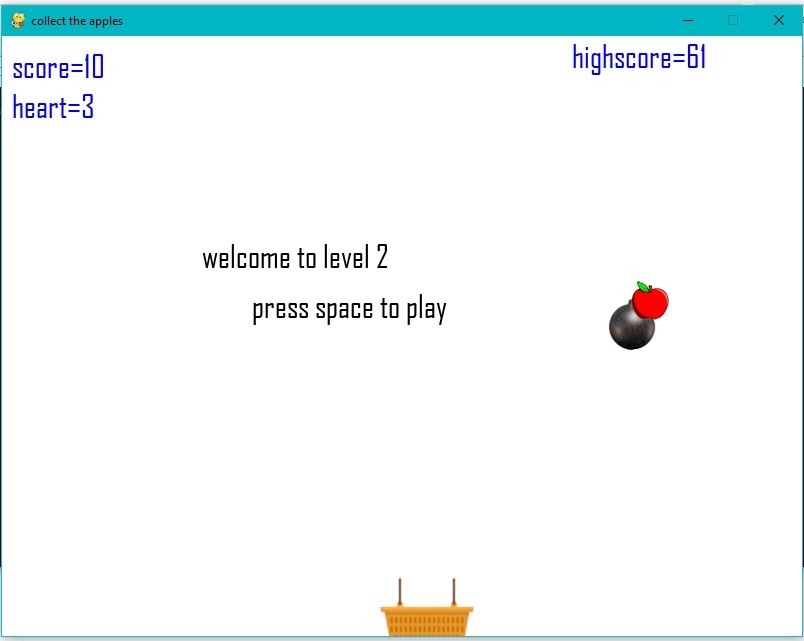 collect the apples
score=10
highscore=61
heart=3
welcome to level 2
press space to play